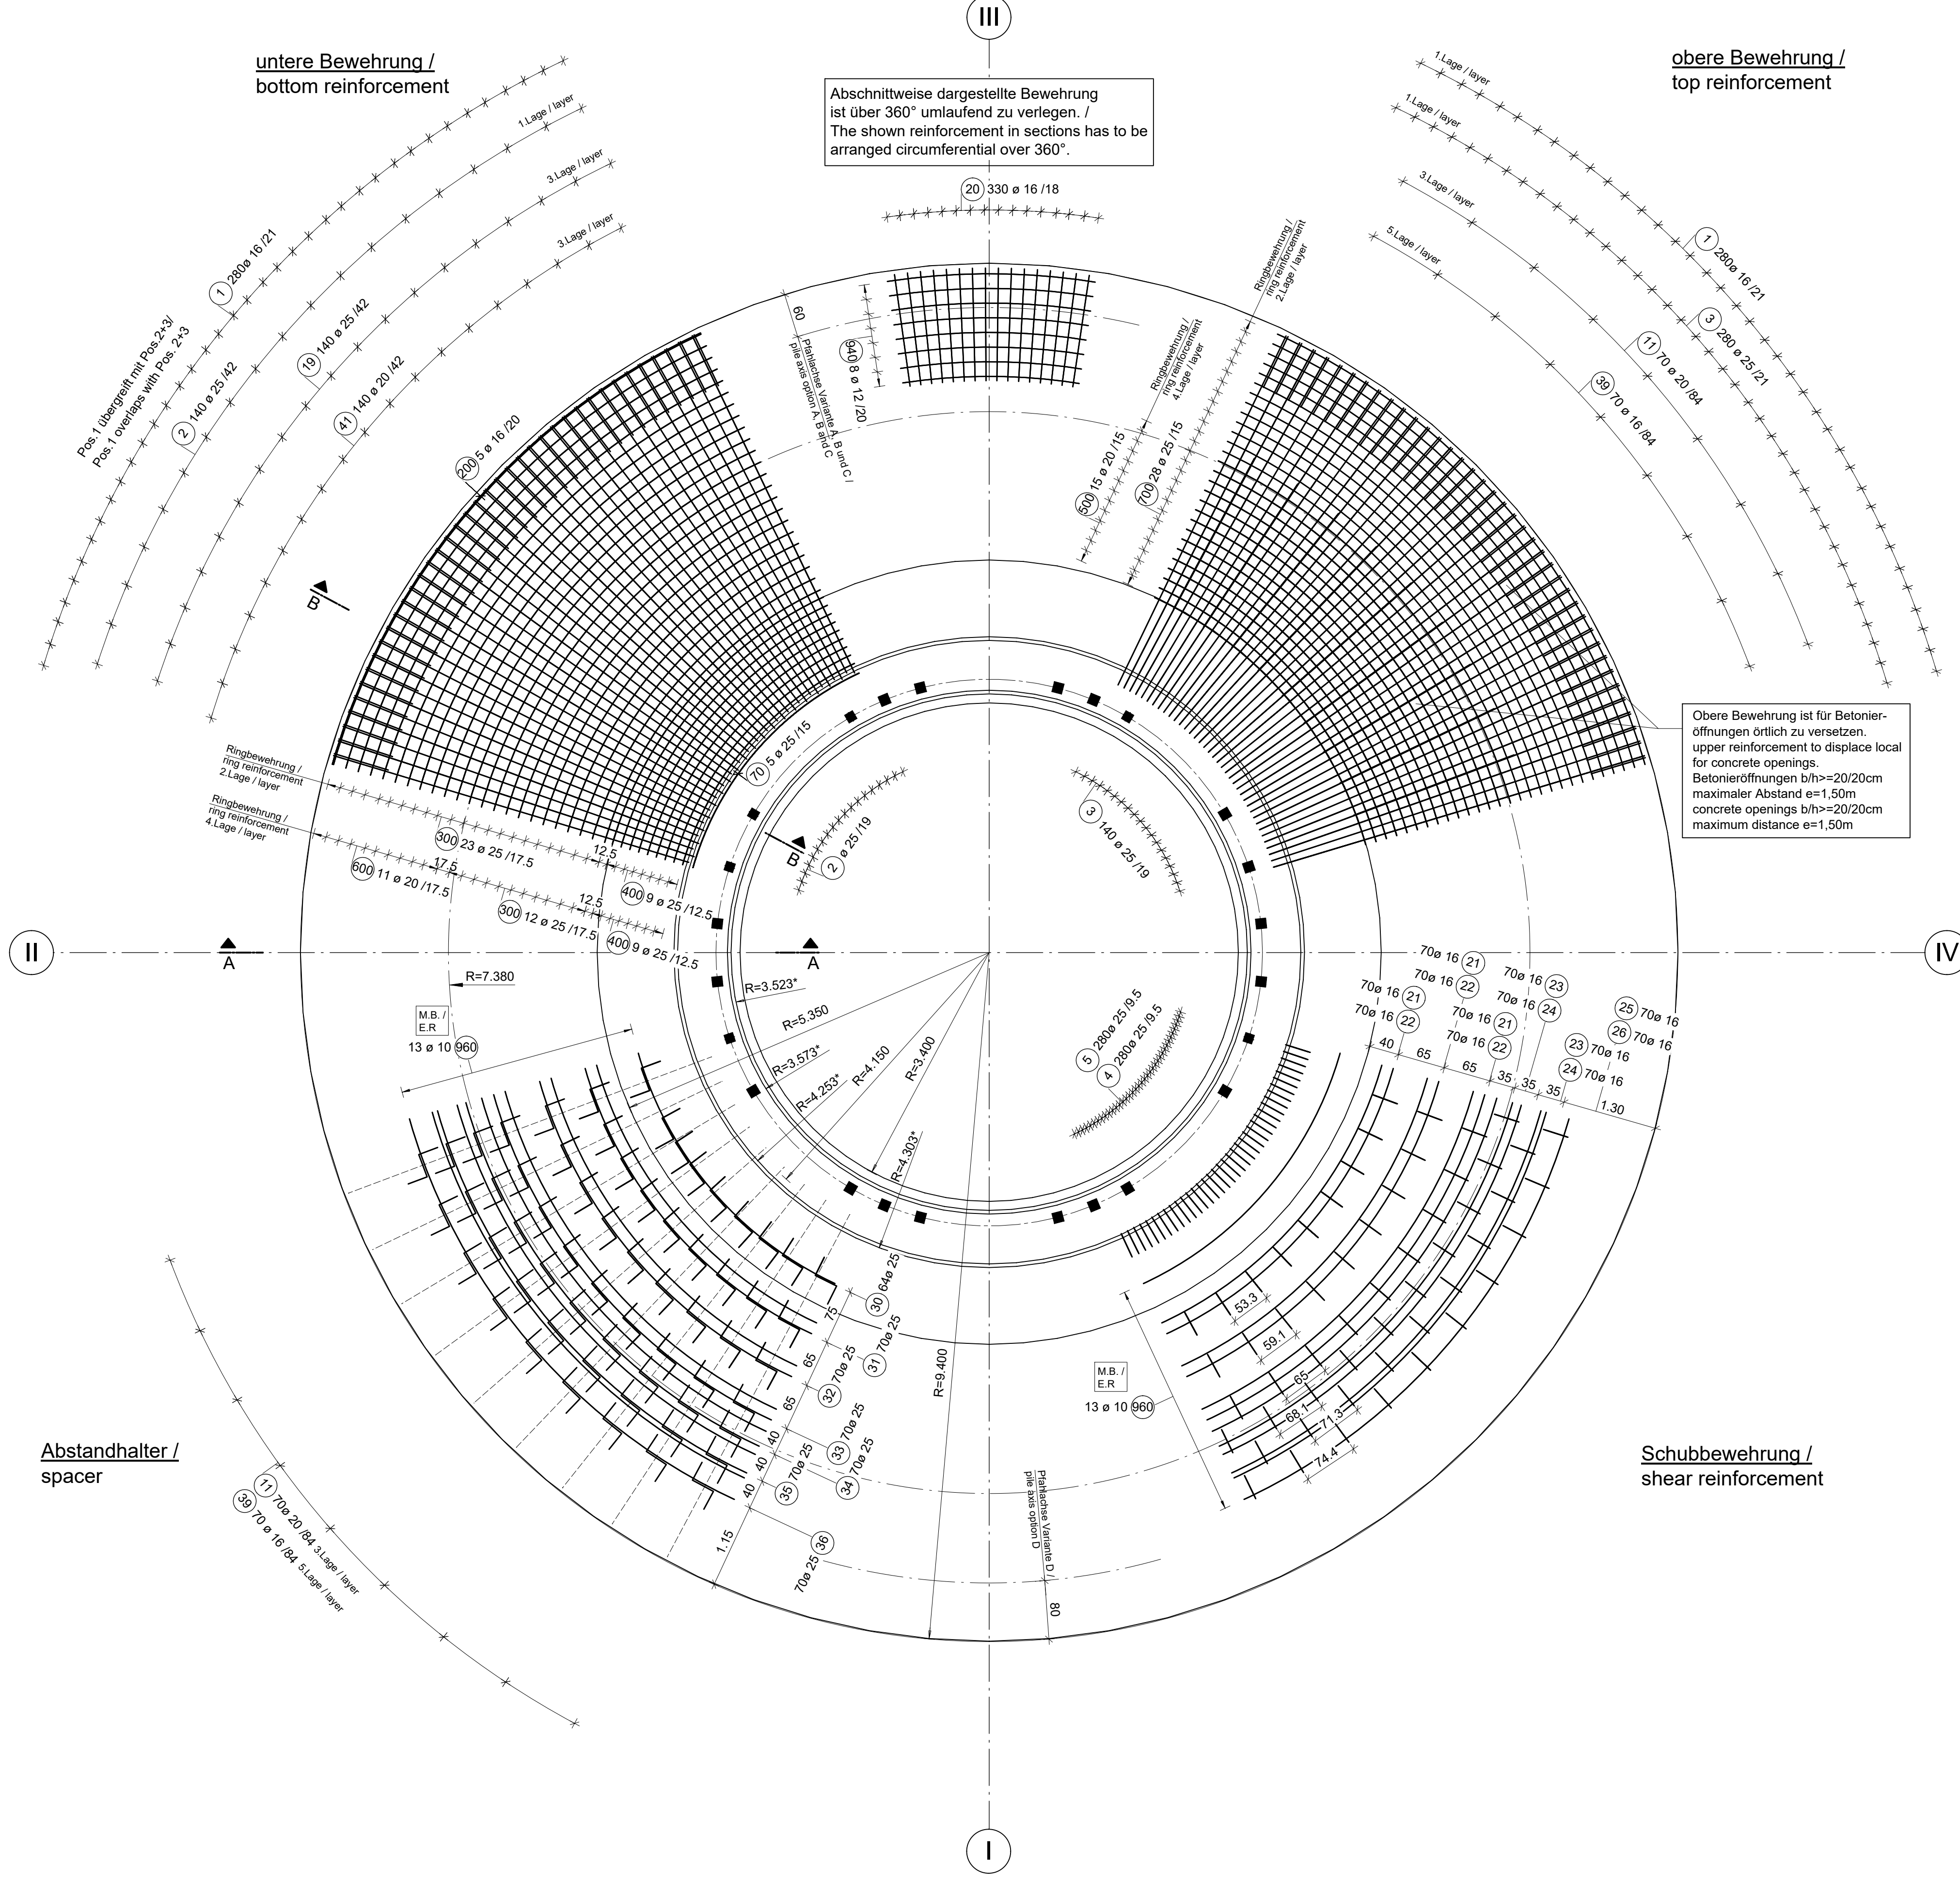 III
untere Bewehrung /
bottom reinforcement
obere Bewehrung /
top reinforcement
Abschnittweise dargestellte Bewehrung
ist über 360° umlaufend zu verlegen. /
The shown reinforcement in sections has to be
arranged circumferential over 360°.
20 330 ø 16 /18
1.Lage / layer
3.Lage / layer
3.Lage / layer
1.Lage / layer
1.Lage / layer
3.Lage / layer
5.Lage / layer
1 280ø 16 /21
Pos.1 übergreift mit Pos.2+3/
Pos.1 overlaps with Pos. 2+3
2 140 ø 25 /42
19 140 ø 25 /42
41 140 ø 20 /42
200 5 ø 16 /20
60
Pfahlachse Variante A, B und C /
pile axis option A, B and C
940 8 ø 12 /20
Ringbewehrung /
ring reinforcement
4.Lage / layer
Ringbewehrung /
ring reinforcement
2.Lage / layer
500 15 ø 20 /15
700 28 ø 25 /15
1 280ø 16 /21
3 280 ø 25 /21
11 70 ø 20 /84
39 70 ø 16 /84
B
B
70 5 ø 25 /15
2 ø 25 /19
3 140 ø 25 /19
Obere Bewehrung ist für Betonier-
öffnungen örtlich zu versetzen.
upper reinforcement to displace local
for concrete openings.
Betonieröffnungen b/h>=20/20cm
maximaler Abstand e=1,50m
concrete openings b/h>=20/20cm
maximum distance e=1,50m
Ringbewehrung /
ring reinforcement
2.Lage / layer
Ringbewehrung /
ring reinforcement
4.Lage / layer
300 23 ø 25 /17.5
12.5
400 9 ø 25 /12.5
600 11 ø 20 /17.5
17.5
300 12 ø 25 /17.5
12.5
400 9 ø 25 /12.5
II
A
A
IV
R=7.380
R=3.523*
R=5.350
R=3.573*
R=4.253*
R=4.150
R=3.400
R=4.303*
R=9.400
5 280ø 25 /9.5
4 280ø 25 /9.5
M.B. /
E.R
13 ø 10 960
70ø 16 21
70ø 16 22
70ø 16 21
70ø 16 22
70ø 16 21
70ø 16 22
70ø 16 23
70ø 16 24
25 70ø 16
26 70ø 16
23 70ø 16
24 70ø 16
40
65
65
35
35
35
1.30
53.3
59.1
65
68.1
71.3
74.4
M.B. /
E.R
13 ø 10 960
30 64ø 25
31 70ø 25
32 70ø 25
33 70ø 25
34 70ø 25
35 70ø 25
70ø 25 36
75
65
65
40
40
40
1.15
Pfahlachse Variante D /
pile axis option D
80
Abstandhalter /
spacer
11 70ø 20 /84 3.Lage / layer
39 70 ø 16 /84 5.Lage / layer
Schubbewehrung /
shear reinforcement
I